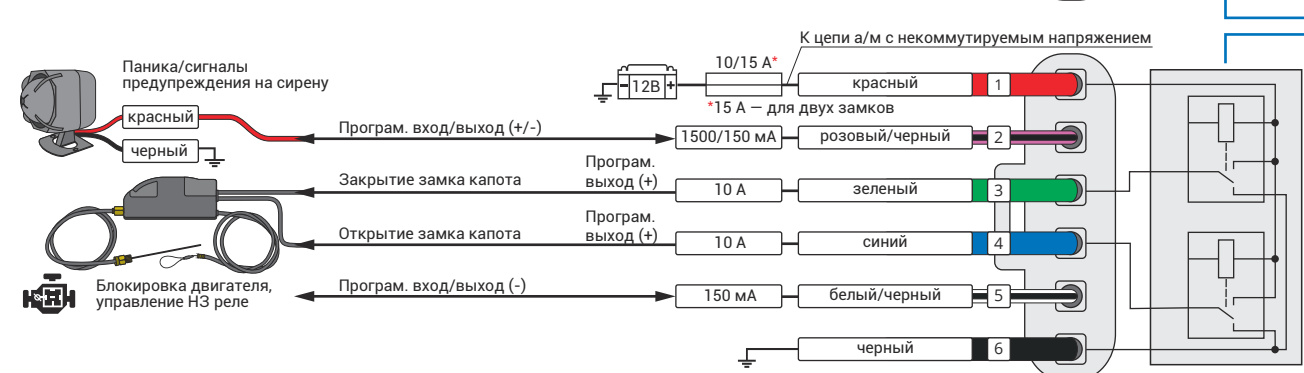 К цепи а/м с некоммутируемым напряжением
Паника/сигналы
предупреждения на сирену
10/15 А*
12В
красный
1
*15 А — для двух замков
красный
Програм. вход/выход (+/-)
1500/150 мА
розовый/черный
2
черный
Закрытие замка капота
Програм.
выход (+)
10 А
зеленый
3
Открытие замка капота
Програм.
выход (+)
10 А
синий
4
Блокировка двигателя,
управление НЗ реле
Програм. вход/выход (-)
150 мА
белый/черный
5
черный
6